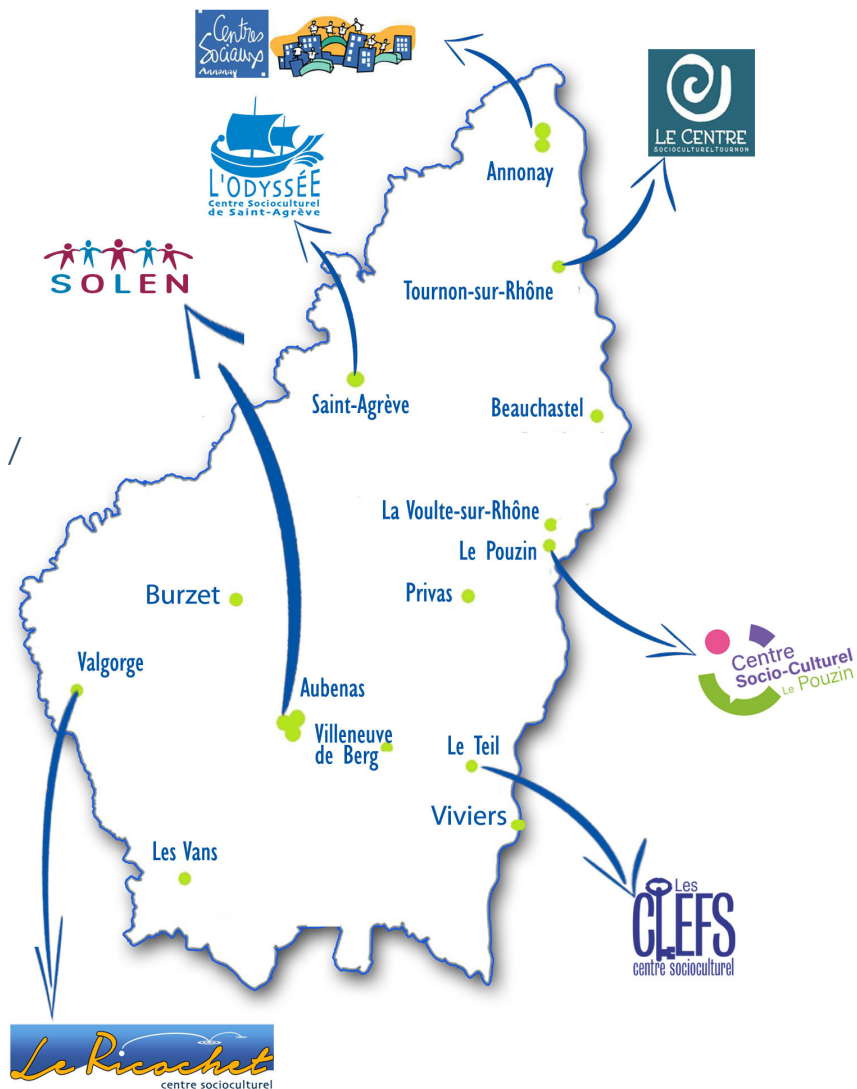 Centres
Sociaux
Annonay
LE CENTRE
SOCIOCULTURELTOURNON
L'ODYSSÉE
Centre Socioculturel
de Saint-Agrève
SOLEN
Annonay
Tournon-sur-Rhône
Saint-Agrève
Beauchastel
/
La Voulte-sur-Rhône
Le Pouzin
Burzet
Privas
Centre
Socio-Culturel
Le Pouzin
Valgorge
Aubenas
Villeneuve
de Berg
Le Teil
Viviers
Les Vans
Les
CLEFS
centre socioculturel
Le Ricochet
centre socioculturel